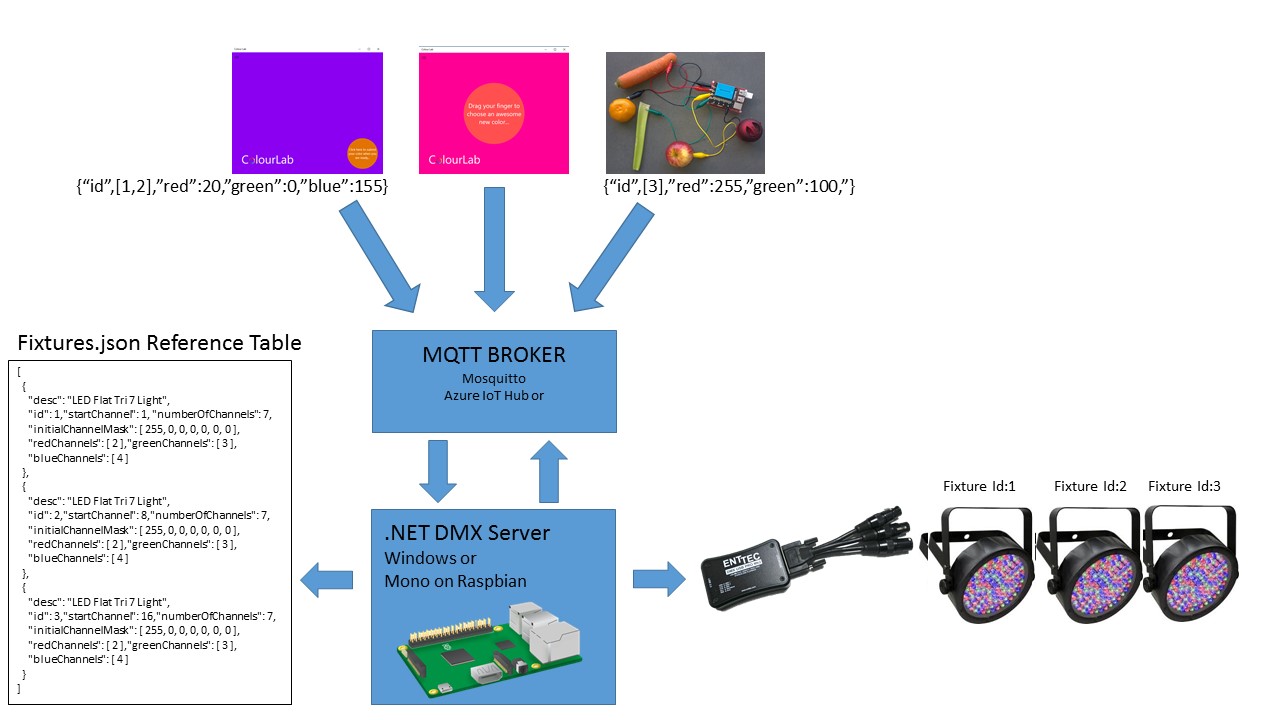 ColourLab
Drag your finger to
choose an awesome
new color...
C lourLab
C lourLab
{“id”,[1,2],”red”:20,”green”:0,”blue”:155}
{“id”,[3],”red”:255,”green”:100,”}
MQTT BROKER
Mosquitto
Azure IoT Hub or
Fixtures.json Reference Table
[
{
"desc": "LED Flat Tri 7 Light",
"id": 1,"startChannel": 1, "numberOfChannels": 7,
"initialChannelMask": [ 255, 0, 0, 0, 0, 0, 0 ],
"redChannels": [ 2 ],"greenChannels": [ 3 ],
"blueChannels": [ 4 ]
},
{
"desc": "LED Flat Tri 7 Light",
"id": 2,"startChannel": 8,"numberOfChannels": 7,
"initialChannelMask": [ 255, 0, 0, 0, 0, 0, 0 ],
"redChannels": [ 2 ],"greenChannels": [ 3 ],
"blueChannels": [ 4 ]
},
{
"desc": "LED Flat Tri 7 Light",
"id": 3,"startChannel": 16,"numberOfChannels": 7,
"initialChannelMask": [ 255, 0, 0, 0, 0, 0, 0 ],
"redChannels": [ 2 ],"greenChannels": [ 3 ],
"blueChannels": [ 4 ]
}
]
.NET DMX Server
Windows or
Mono on Raspbian
ENTTEC
Fixture Id:1
Fixture Id:2
Fixture Id:3